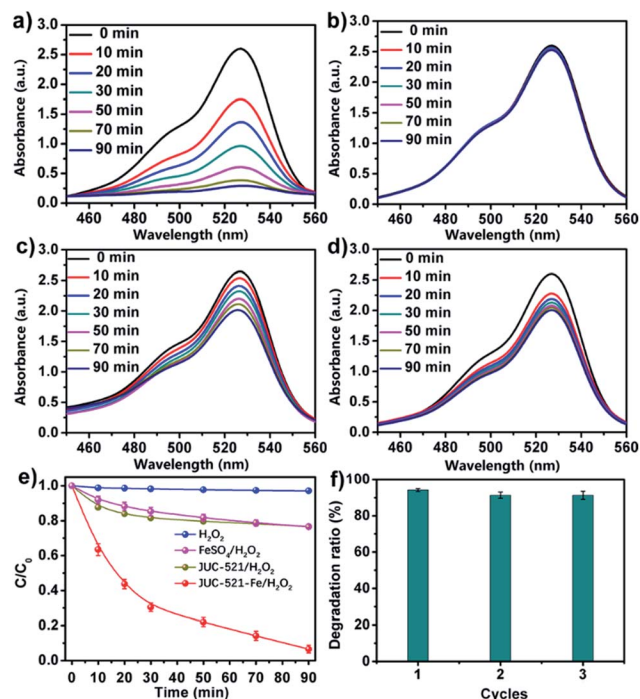 a)
3.0
2.5
2.0
1.5
1.0
0.5
0.0
Absorbance (a.u.)
0 min
10 min
20 min
30 min
50 min
70 min
90 min
460 480 500 520 540 560
Wavelength (nm)
b)
3.0
2.5
2.0
1.5
1.0
0.5
0.0
Absorbance (a.u.)
0 min
10 min
20 min
30 min
50 min
70 min
90 min
460 480 500 520 540 560
Wavelength (nm)
c)
3.0
2.5
2.0
1.5
1.0
0.5
0.0
Absorbance (a.u.)
0 min
10 min
20 min
30 min
50 min
70 min
90 min
460 480 500 520 540 560
Wavelength (nm)
d)
3.0
2.5
2.0
1.5
1.0
0.5
0.0
Absorbance (a.u.)
0 min
10 min
20 min
30 min
50 min
70 min
90 min
460 480 500 520 540 560
Wavelength (nm)
e)
1.0
0.8
0.6
0.4
0.2
0.0
C/C₀
H₂O₂
FeSO₄/H₂O₂
JUC-521/H₂O₂
JUC-521-Fe/H₂O₂
0 10 20 30 40 50 60 70 80 90
Time (min)
f)
100
80
60
40
20
0
Degradation ratio (%)
1 2 3
Cycles